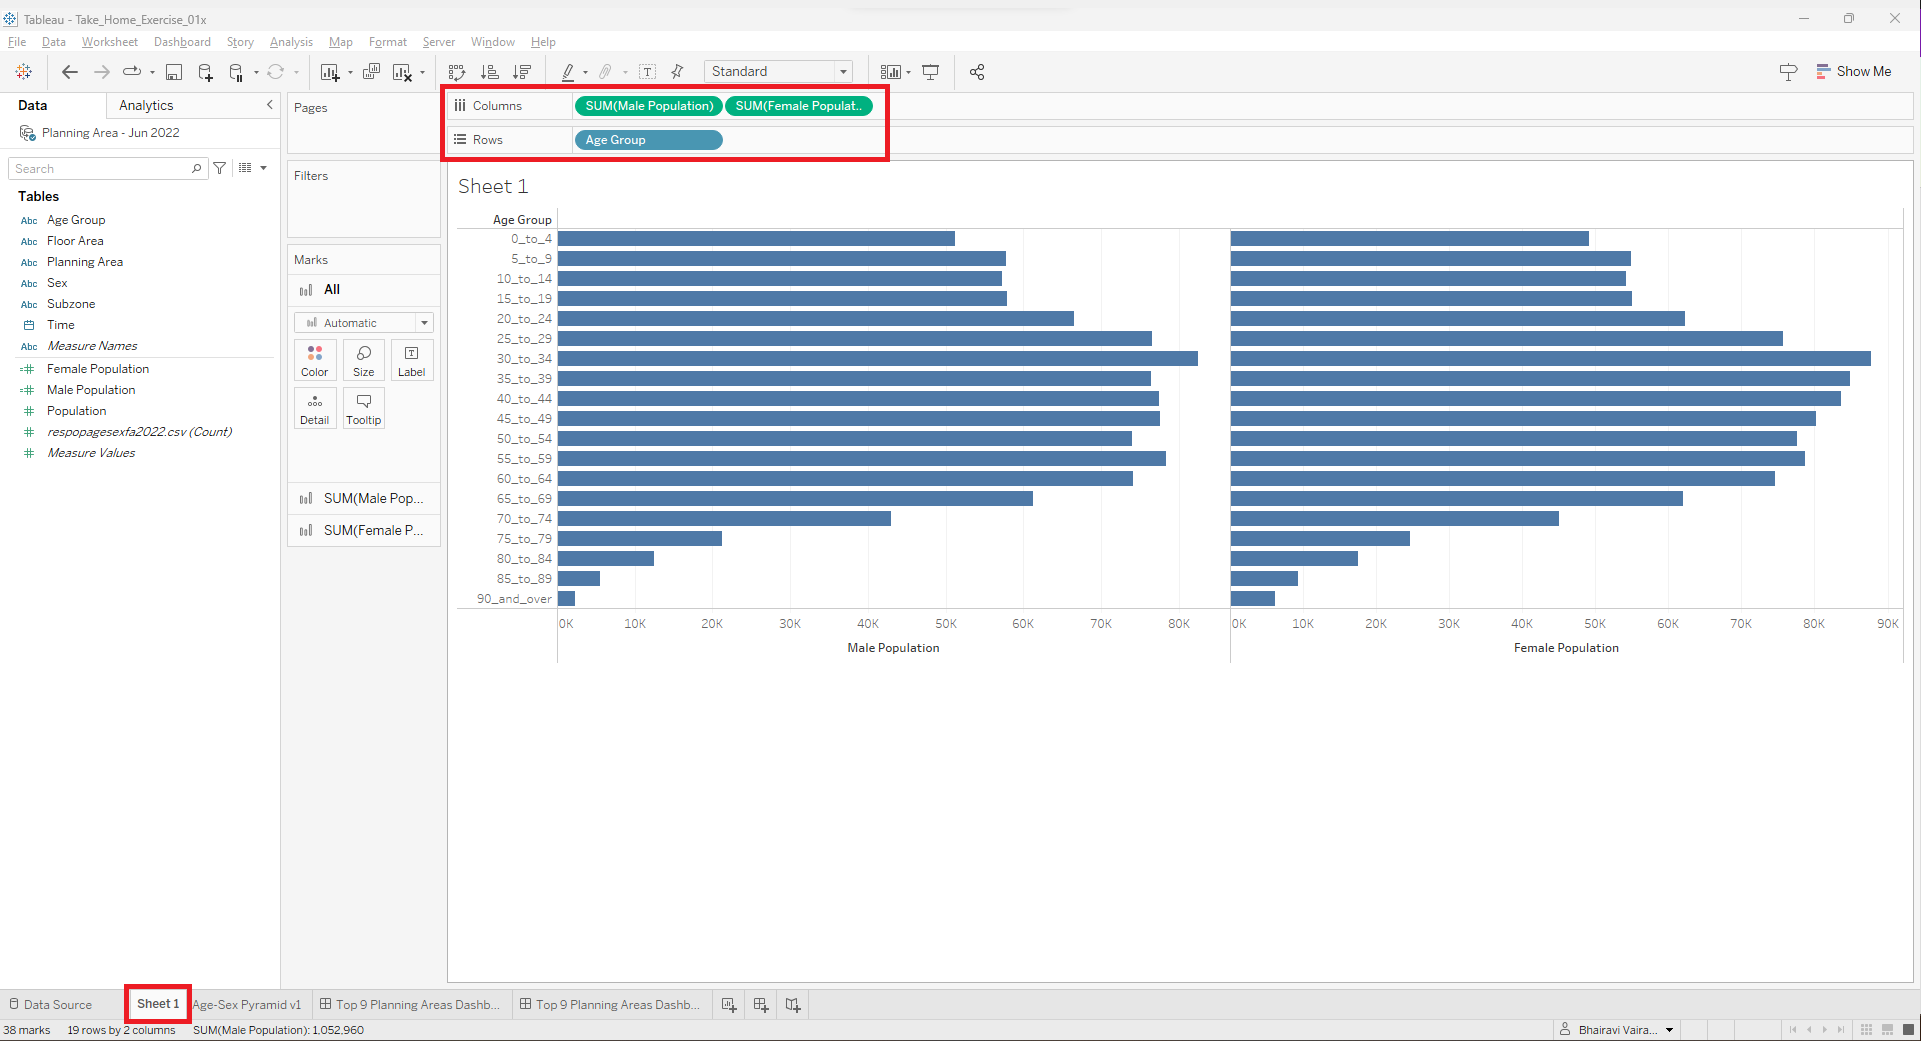 Tableau - Take_Home_Exercise_01x
File Data Worksheet Dashboard Story Analysis Map Format Server Window Help
Standard
Show Me
Data Analytics
Planning Area - Jun 2022
Search
Tables
Abc Age Group
Abc Floor Area
Abc Planning Area
Abc Sex
Abc Subzone
Time
Abc Measure Names
Female Population
Male Population
Population
respopagesexfa2022.csv (Count)
Measure Values
Pages
Filters
Marks
All
Automatic
Color Size Label
Detail Tooltip
SUM(Male Pop...
SUM(Female P...
Columns SUM(Male Population) SUM(Female Populat..
Rows Age Group
Sheet 1
Age Group
0_to_4
5_to_9
10_to_14
15_to_19
20_to_24
25_to_29
30_to_34
35_to_39
40_to_44
45_to_49
50_to_54
55_to_59
60_to_64
65_to_69
70_to_74
75_to_79
80_to_84
85_to_89
90_and_over
0K 10K 20K 30K 40K 50K 60K 70K 80K
Male Population
0K 10K 20K 30K 40K 50K 60K 70K 80K 90K
Female Population
Data Source Sheet 1 Age-Sex Pyramid v1 Top 9 Planning Areas Dashb... Top 9 Planning Areas Dashb...
38 marks 19 rows by 2 columns SUM(Male Population): 1,052,960
Bhairavi Vaira...